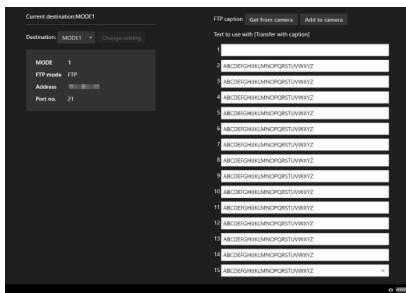 Current destination:MODE1
Destination: MODE1 Change setting
MODE 1
FTP mode FTP
Address
Port no. 21
FTP caption Get from camera Add to camera
Text to use with [Transfer with caption]
1
2 ABCDEFGHIJKLMNOPQRSTUVWXYZ
3 ABCDEFGHIJKLMNOPQRSTUVWXYZ
4 ABCDEFGHIJKLMNOPQRSTUVWXYZ
5 ABCDEFGHIJKLMNOPQRSTUVWXYZ
6 ABCDEFGHIJKLMNOPQRSTUVWXYZ
7 ABCDEFGHIJKLMNOPQRSTUVWXYZ
8 ABCDEFGHIJKLMNOPQRSTUVWXYZ
9 ABCDEFGHIJKLMNOPQRSTUVWXYZ
10 ABCDEFGHIJKLMNOPQRSTUVWXYZ
11 ABCDEFGHIJKLMNOPQRSTUVWXYZ
12 ABCDEFGHIJKLMNOPQRSTUVWXYZ
13 ABCDEFGHIJKLMNOPQRSTUVWXYZ
14 ABCDEFGHIJKLMNOPQRSTUVWXYZ
15 ABCDEFGHIJKLMNOPQRSTUVWXYZ